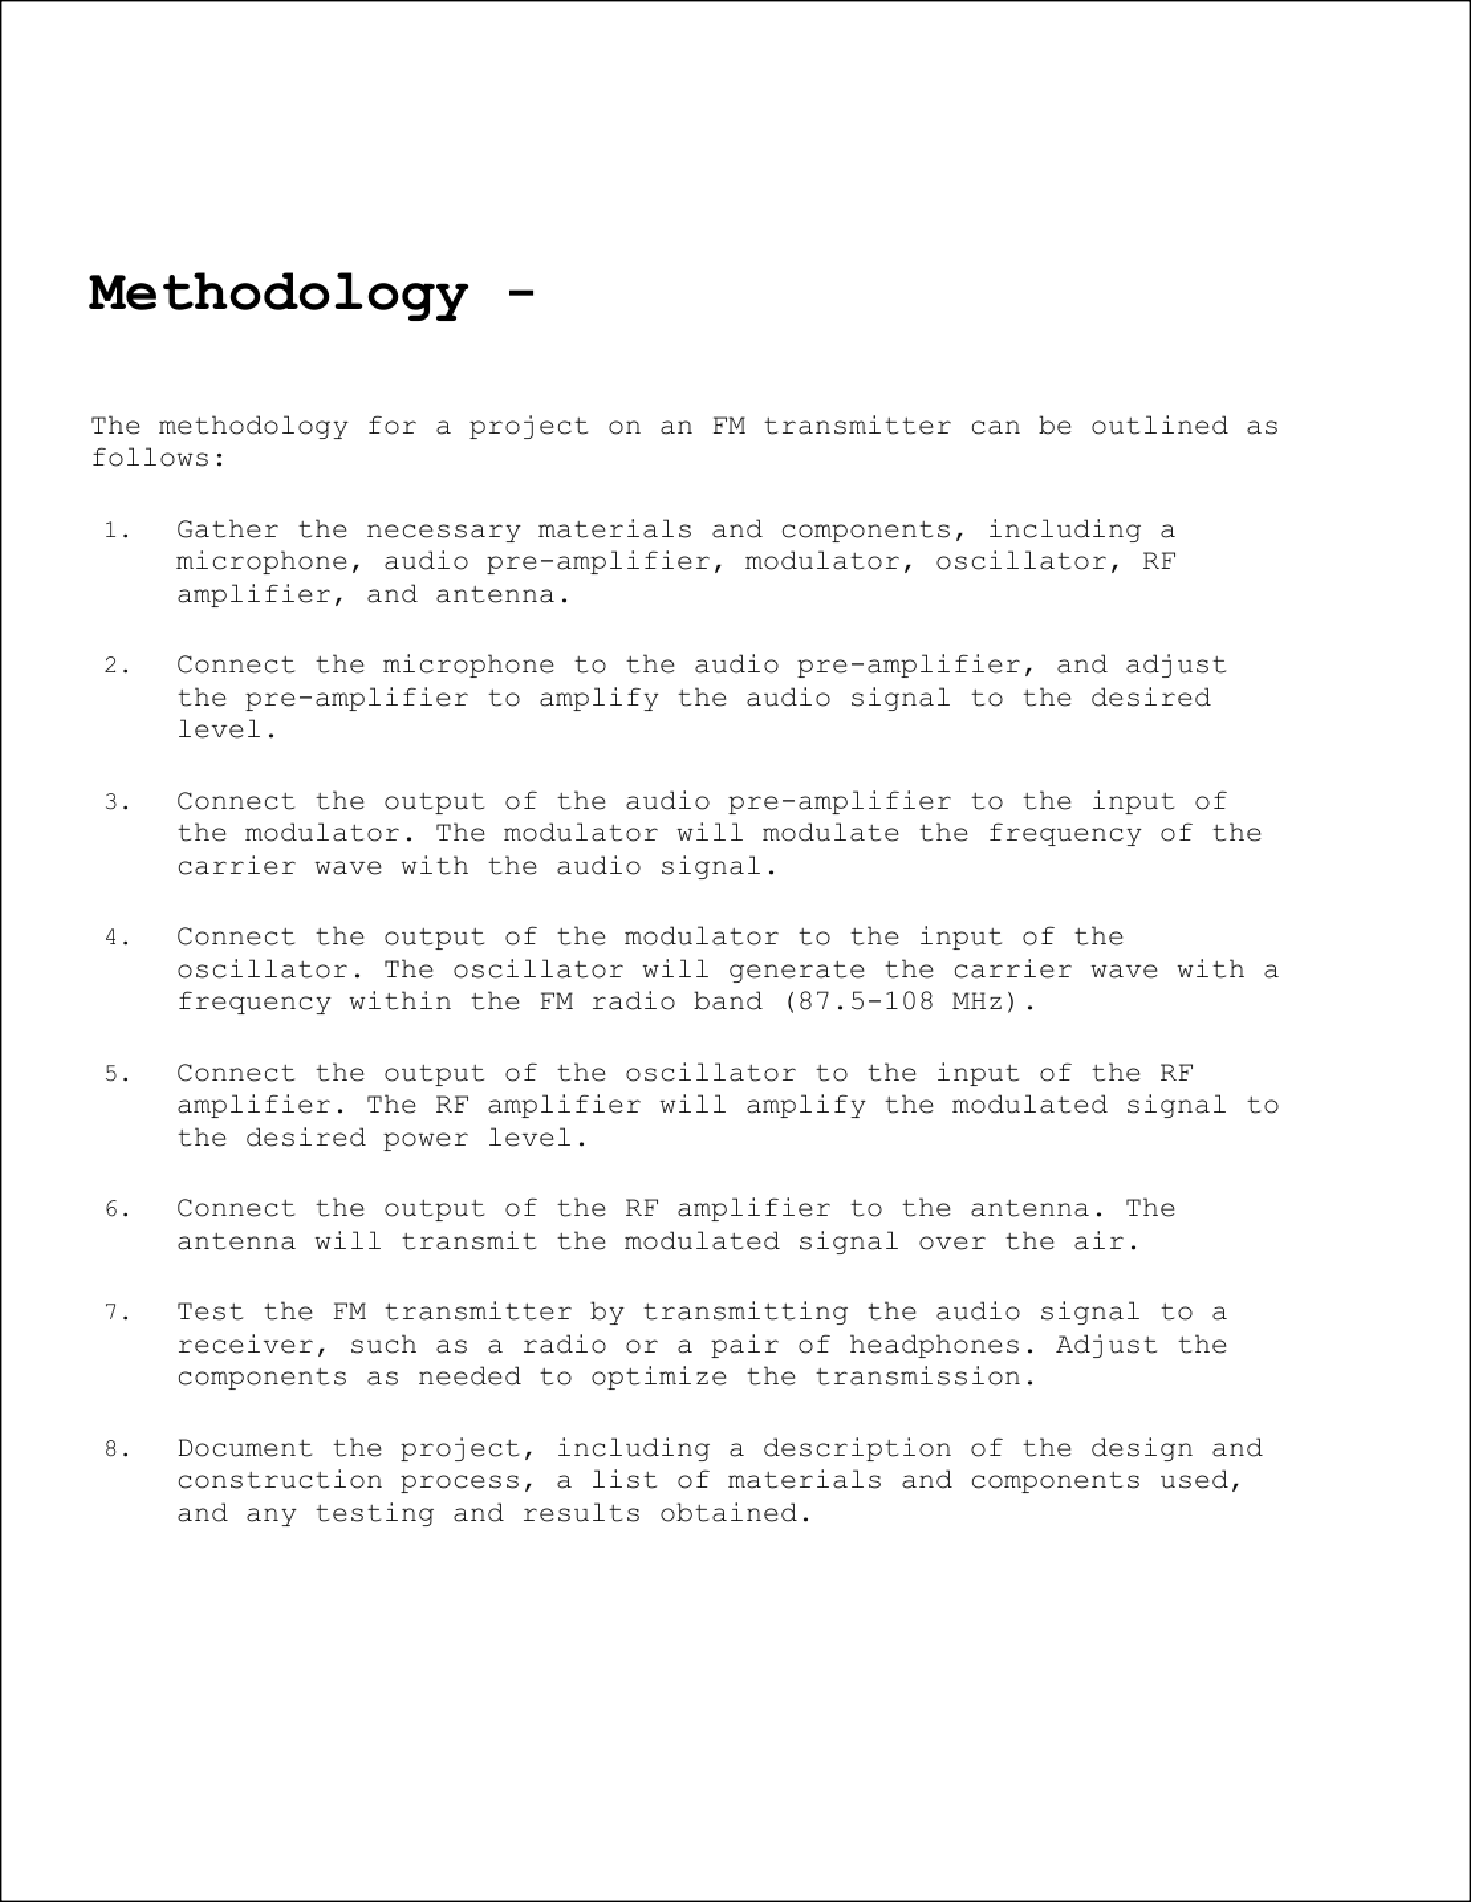 Methodology -
The methodology for a project on an FM transmitter can be outlined as
follows:
1. Gather the necessary materials and components, including a
microphone, audio pre-amplifier, modulator, oscillator, RF
amplifier, and antenna.
2. Connect the microphone to the audio pre-amplifier, and adjust
the pre-amplifier to amplify the audio signal to the desired
level.
3. Connect the output of the audio pre-amplifier to the input of
the modulator. The modulator will modulate the frequency of the
carrier wave with the audio signal.
4. Connect the output of the modulator to the input of the
oscillator. The oscillator will generate the carrier wave with a
frequency within the FM radio band (87.5-108 MHz).
5. Connect the output of the oscillator to the input of the RF
amplifier. The RF amplifier will amplify the modulated signal to
the desired power level.
6. Connect the output of the RF amplifier to the antenna. The
antenna will transmit the modulated signal over the air.
7. Test the FM transmitter by transmitting the audio signal to a
receiver, such as a radio or a pair of headphones. Adjust the
components as needed to optimize the transmission.
8. Document the project, including a description of the design and
construction process, a list of materials and components used,
and any testing and results obtained.